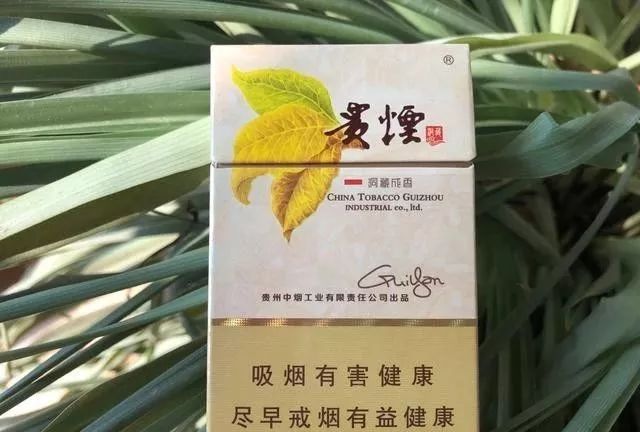 ®
贵煙
洞藏成香
CHINA TOBACCO GUIZHOU
INDUSTRIAL co., ltd.
GuiYan
贵州中烟工业有限责任公司出品
吸烟有害健康
尽早戒烟有益健康